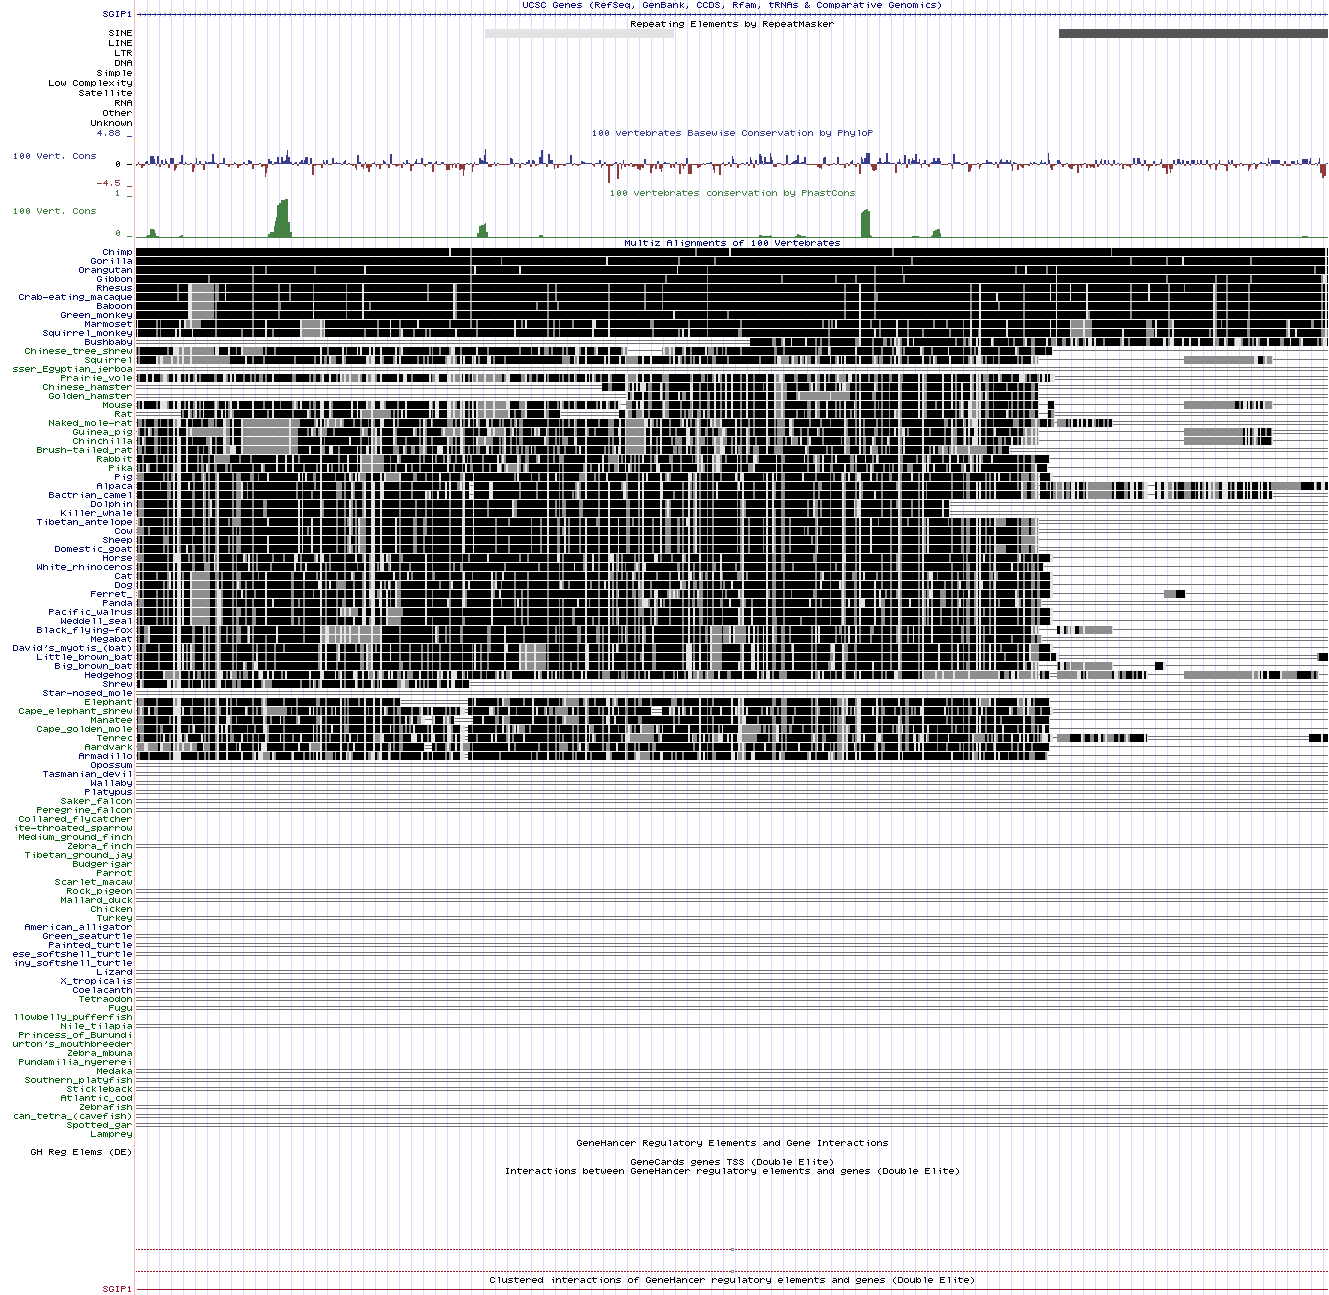 UCSC Genes (RefSeq, GenBank, CCDS, Rfam, tRNAs & Comparative Genomics)
SGIP1
Repeating Elements by RepeatMasker
SINE
LINE
LTR
DNA
Simple
Low Complexity
Satellite
RNA
Other
Unknown
4.88 _
100 vertebrates Basewise Conservation by PhyloP
100 Vert. Cons
0 _
-4.5 _
100 vertebrates conservation by PhastCons
1 _
100 Vert. Cons
0 _
Multiz Alignments of 100 Vertebrates
Chimp
Gorilla
Orangutan
Gibbon
Rhesus
Crab-eating_macaque
Baboon
Green_monkey
Marmoset
Squirrel_monkey
Bushbaby
Chinese_tree_shrew
Squirrel
sser_Egyptian_jerboa
Prairie_vole
Chinese_hamster
Golden_hamster
Mouse
Rat
Naked_mole-rat
Guinea_pig
Chinchilla
Brush-tailed_rat
Rabbit
Pika
Pig
Alpaca
Bactrian_camel
Dolphin
Killer_whale
Tibetan_antelope
Cow
Sheep
Domestic_goat
Horse
White_rhinoceros
Cat
Dog
Ferret_
Panda
Pacific_walrus
Weddell_seal
Black_flying-fox
Megabat
David's_myotis_(bat)
Little_brown_bat
Big_brown_bat
Hedgehog
Shrew
Star-nosed_mole
Elephant
Cape_elephant_shrew
Manatee
Cape_golden_mole
Tenrec
Aardvark
Armadillo
Opossum
Tasmanian_devil
Wallaby
Platypus
Saker_falcon
Peregrine_falcon
Collared_flycatcher
ite-throated_sparrow
Medium_ground_finch
Zebra_finch
Tibetan_ground_jay
Budgerigar
Parrot
Scarlet_macaw
Rock_pigeon
Mallard_duck
Chicken
Turkey
American_alligator
Green_seaturtle
Painted_turtle
ese_softshell_turtle
iny_softshell_turtle
Lizard
X_tropicalis
Coelacanth
Tetraodon
Fugu
llowbelly_pufferfish
Nile_tilapia
Princess_of_Burundi
urton's_mouthbreeder
Zebra_mbuna
Pundamilia_nyererei
Medaka
Southern_platyfish
Stickleback
Atlantic_cod
Zebrafish
can_tetra_(cavefish)
Spotted_gar
Lamprey
GeneHancer Regulatory Elements and Gene Interactions
GH Reg Elems (DE)
GeneCards genes TSS (Double Elite)
Interactions between GeneHancer regulatory elements and genes (Double Elite)
Clustered interactions of GeneHancer regulatory elements and genes (Double Elite)
SGIP1